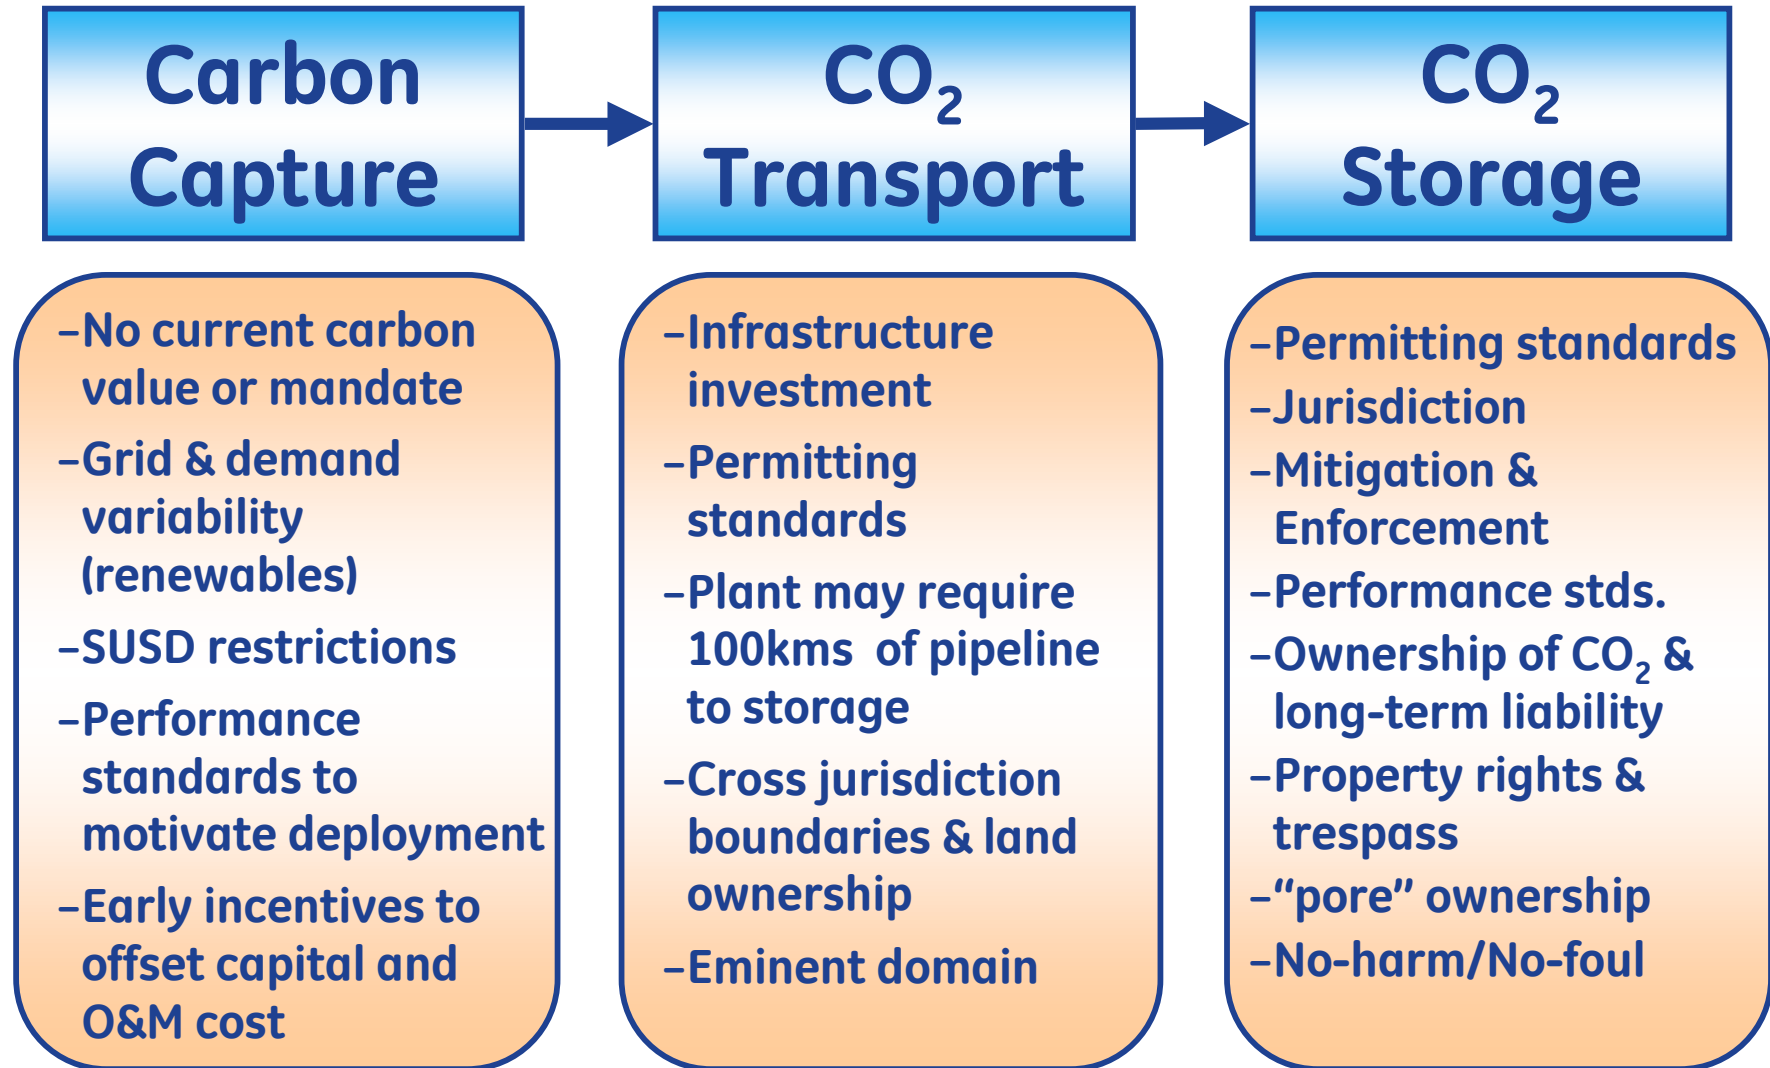 Carbon
Capture
CO₂
Transport
CO₂
Storage
–No current carbon
value or mandate
–Grid & demand
variability
(renewables)
–SUSD restrictions
–Performance
standards to
motivate deployment
–Early incentives to
offset capital and
O&M cost
–Infrastructure
investment
–Permitting
standards
–Plant may require
100kms of pipeline
to storage
–Cross jurisdiction
boundaries & land
ownership
–Eminent domain
–Permitting standards
–Jurisdiction
–Mitigation &
Enforcement
–Performance stds.
–Ownership of CO₂ &
long-term liability
–Property rights &
trespass
–“pore” ownership
–No-harm/No-foul